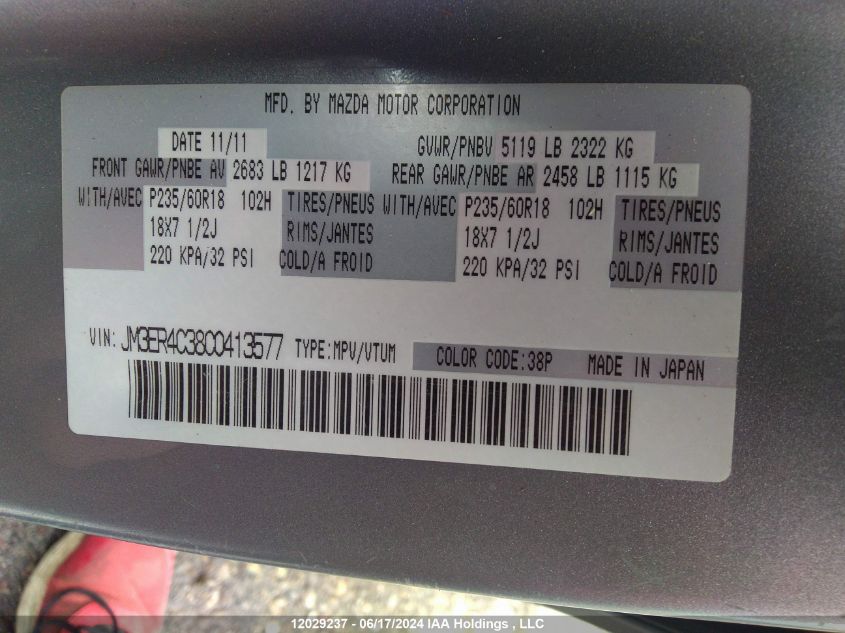 MFD. BY MAZDA MOTOR CORPORATION
DATE 11/11 GVWR/PNBV 5119 LB 2322 KG
FRONT GAWR/PNBE AV 2683 LB 1217 KG REAR GAWR/PNBE AR 2458 LB 1115 KG
WITH/AVEC P235/60R18 102H TIRES/PNEUS WITH/AVEC P235/60R18 102H TIRES/PNEUS
18X7 1/2J RIMS/JANTES 18X7 1/2J RIMS/JANTES
220 KPA/32 PSI COLD/A FROID 220 KPA/32 PSI COLD/A FROID
VIN: JM3ER4C38C0413577 TYPE:MPV/VTUM COLOR CODE:38P MADE IN JAPAN
12029237 - 06/17/2024 IAA Holdings , LLC